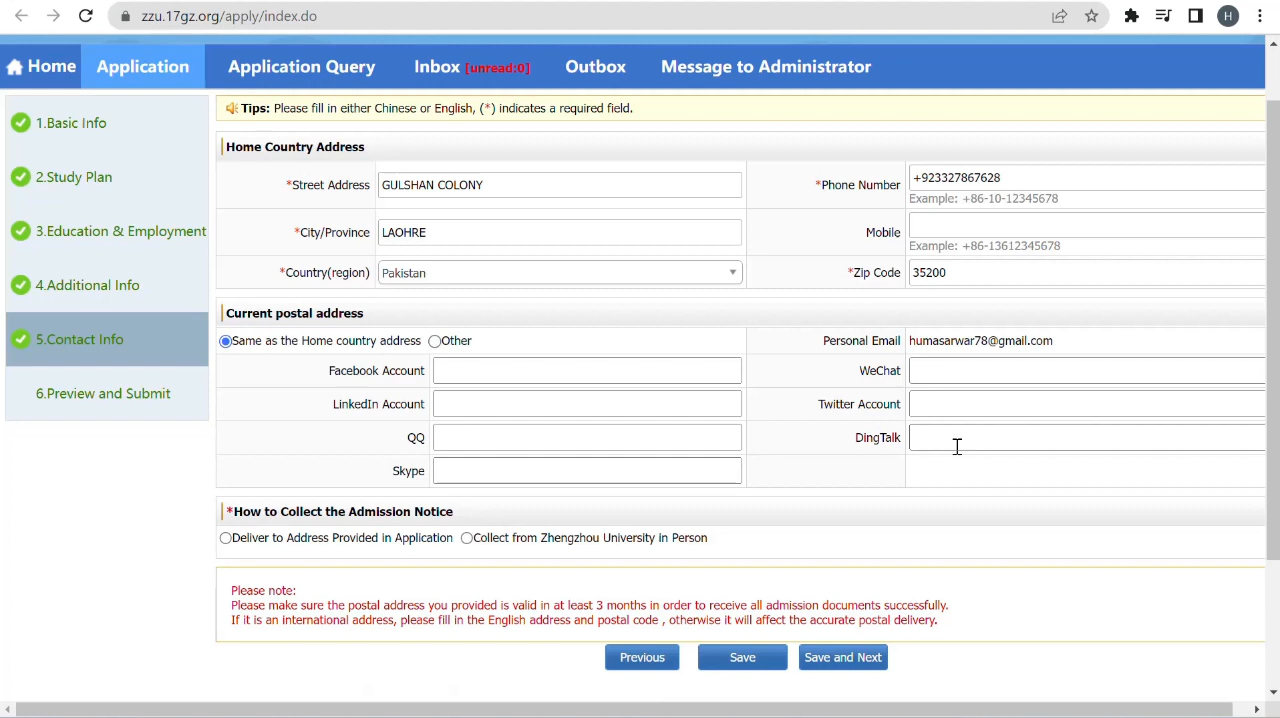 zzu.17gz.org/apply/index.do
H
Home Application Application Query Inbox [unread:0] Outbox Message to Administrator
1.Basic Info
2.Study Plan
3.Education & Employment
4.Additional Info
5.Contact Info
6.Preview and Submit
Tips: Please fill in either Chinese or English, (*) indicates a required field.
Home Country Address
*Street Address GULSHAN COLONY *Phone Number +923327867628
Example: +86-10-12345678
*City/Province LAOHRE Mobile
Example: +86-13612345678
*Country(region) Pakistan *Zip Code 35200
Current postal address
Same as the Home country address Other Personal Email humasarwar78@gmail.com
Facebook Account WeChat
LinkedIn Account Twitter Account
QQ DingTalk
Skype
*How to Collect the Admission Notice
Deliver to Address Provided in Application Collect from Zhengzhou University in Person
Please note:
Please make sure the postal address you provided is valid in at least 3 months in order to receive all admission documents successfully.
If it is an international address, please fill in the English address and postal code , otherwise it will affect the accurate postal delivery.
Previous Save Save and Next